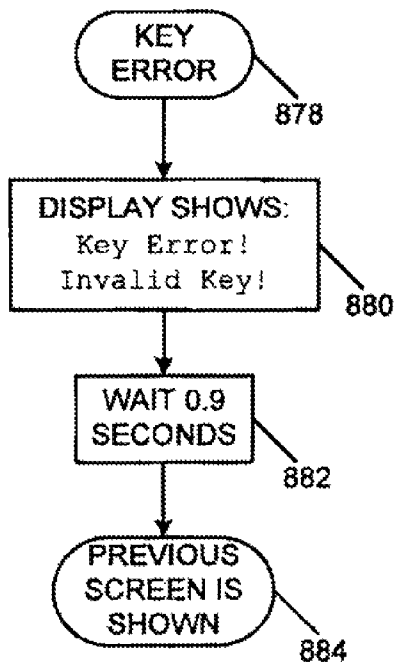 KEY
ERROR
878
DISPLAY SHOWS:
Key Error!
Invalid Key!
880
WAIT 0.9
SECONDS
882
PREVIOUS
SCREEN IS
SHOWN
884